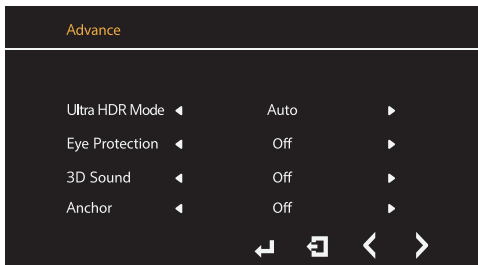 Advance
Ultra HDR Mode Auto
Eye Protection Off
3D Sound Off
Anchor Off